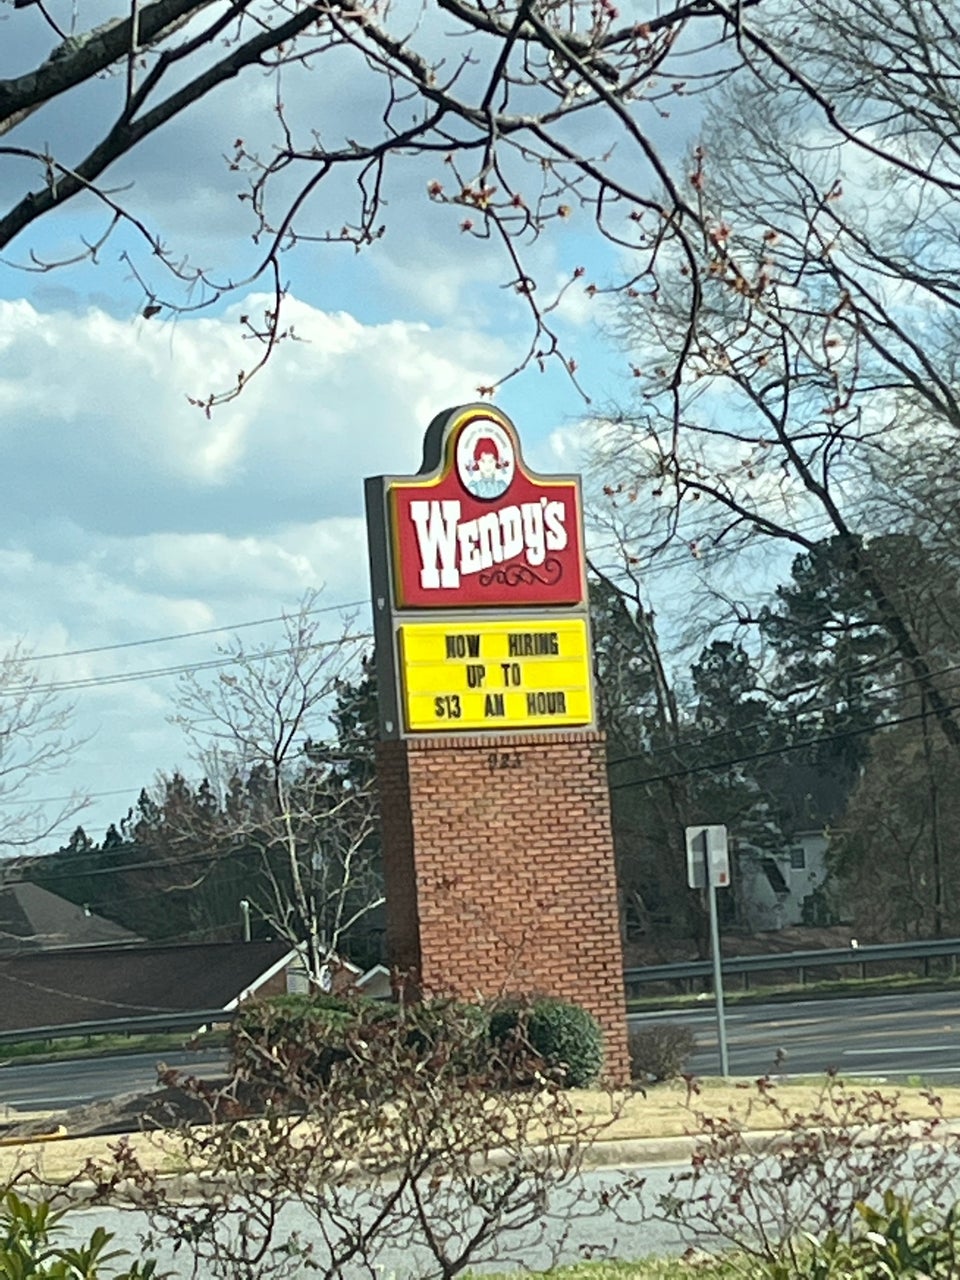 Wendy's
NOW HIRING
UP TO
$13 AN HOUR